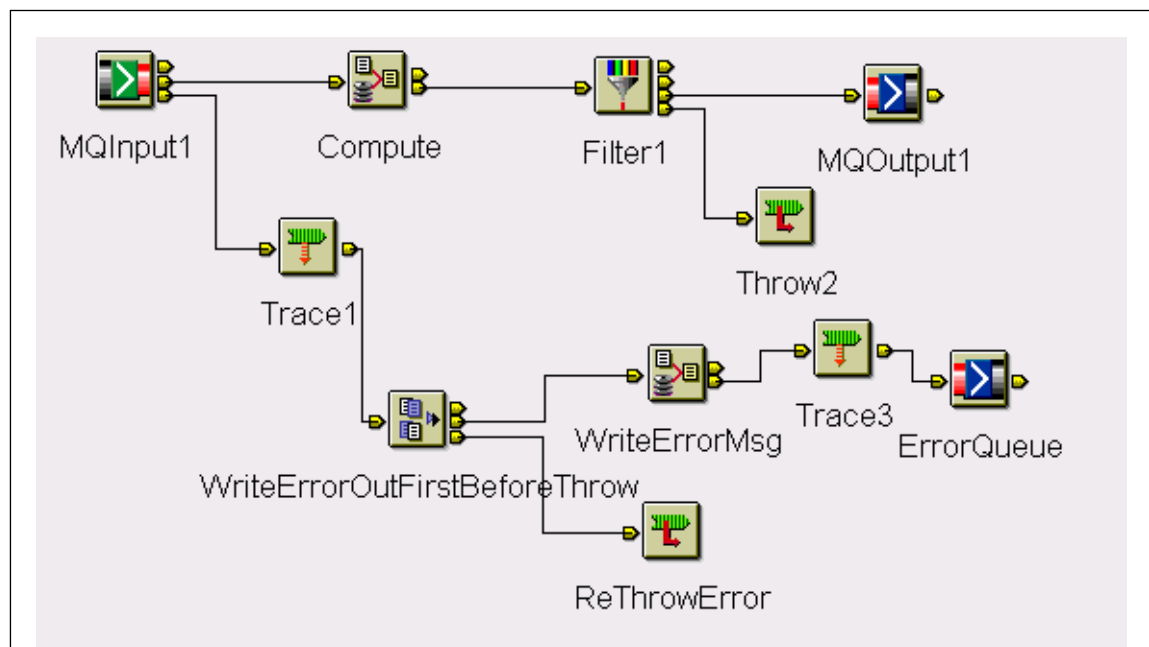 MQInput1
Compute
Filter1
MQOutput1
Throw2
Trace1
Trace3
WriteErrorMsg
ErrorQueue
WriteErrorOutFirstBeforeThrow
ReThrowError